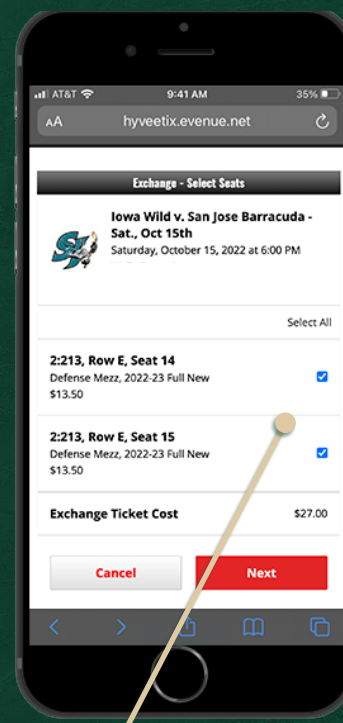 AT&T 9:41 AM 35%
AA hyveetix.evenue.net
Exchange - Select Seats
Iowa Wild v. San Jose Barracuda -
Sat., Oct 15th
Saturday, October 15, 2022 at 6:00 PM
SJ
Select All
2:213, Row E, Seat 14
Defense Mezz, 2022-23 Full New
$13.50
2:213, Row E, Seat 15
Defense Mezz, 2022-23 Full New
$13.50
Exchange Ticket Cost $27.00
Cancel Next